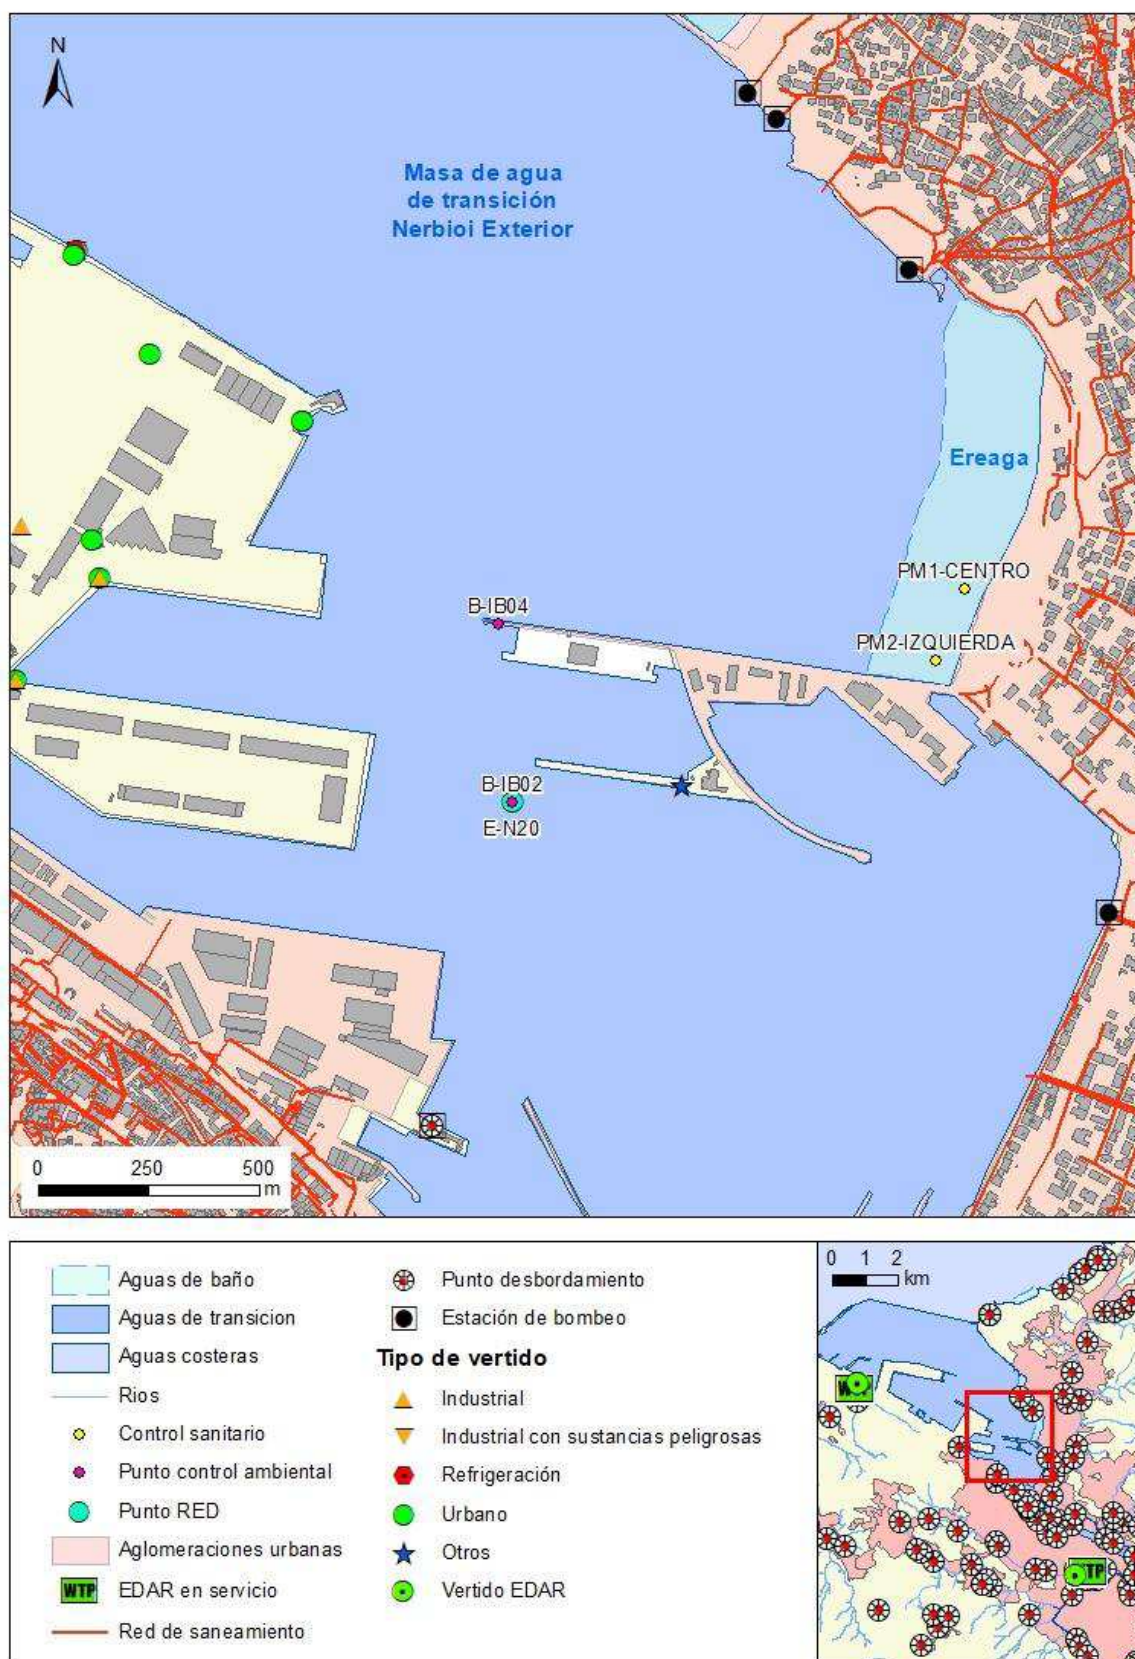 N
Masa de agua
de transición
Nerbioi Exterior
Ereaga
PM1-CENTRO
B-IB04
PM2-IZQUIERDA
B-IB02
E-N20
0 250 500
m
Aguas de baño
Aguas de transicion
Aguas costeras
Rios
Control sanitario
Punto control ambiental
Punto RED
Aglomeraciones urbanas
WTP EDAR en servicio
Red de saneamiento
Punto desbordamiento
Estación de bombeo
Tipo de vertido
Industrial
Industrial con sustancias peligrosas
Refrigeración
Urbano
Otros
Vertido EDAR
0 1 2
km